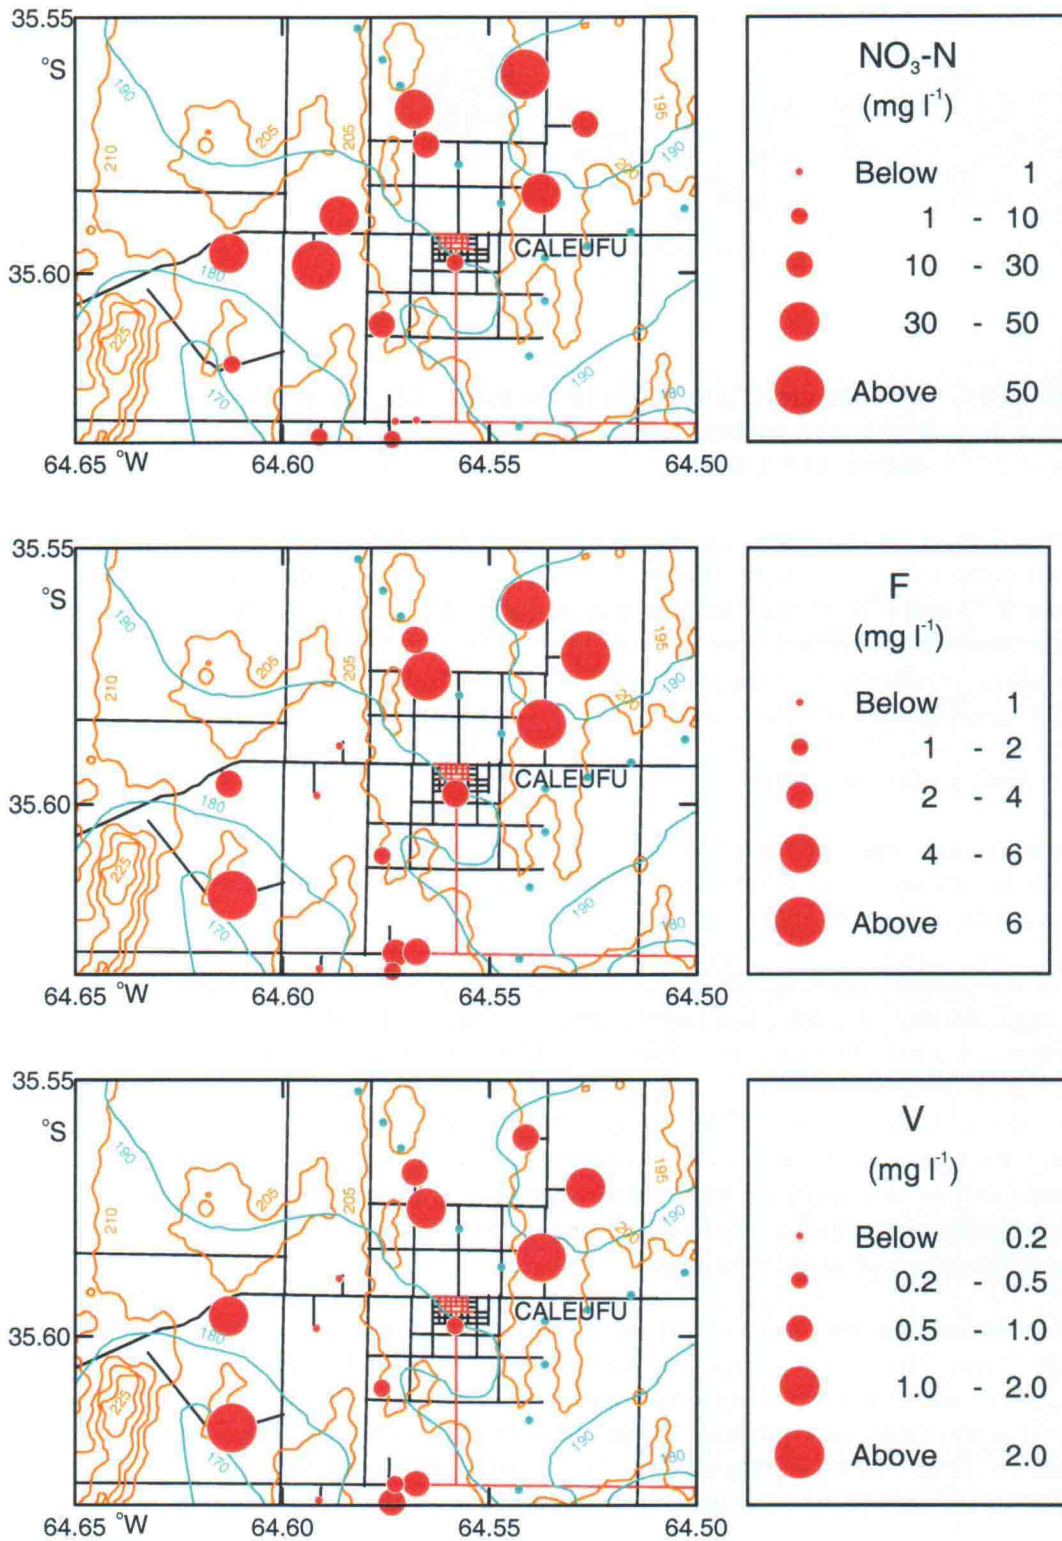 35.55
°S
35.60
64.65 °W 64.60 64.55 64.50
190
210
205
205
195
190
200
180
225
170
190
180
CALEUFU
NO₃-N
(mg l⁻¹)
Below 1
1 - 10
10 - 30
30 - 50
Above 50
35.55
°S
35.60
64.65 °W 64.60 64.55 64.50
190
210
205
205
195
190
200
180
225
170
190
180
CALEUFU
F
(mg l⁻¹)
Below 1
1 - 2
2 - 4
4 - 6
Above 6
35.55
°S
35.60
64.65 °W 64.60 64.55 64.50
190
210
205
205
195
190
200
180
225
170
190
180
CALEUFU
V
(mg l⁻¹)
Below 0.2
0.2 - 0.5
0.5 - 1.0
1.0 - 2.0
Above 2.0